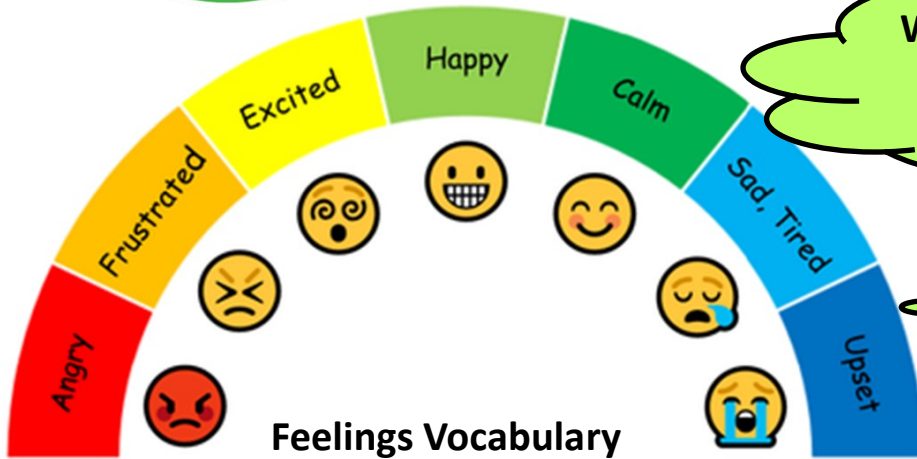 Happy
Excited
Calm
Frustrated
Sad, Tired
Angry
Upset
Feelings Vocabulary